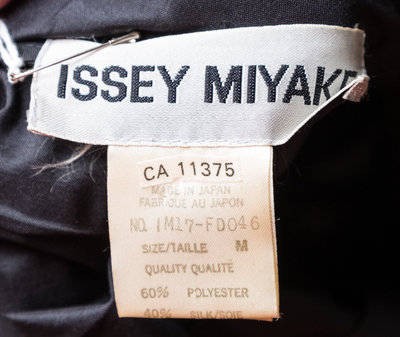 ISSEY MIYAKE
CA 11375
MADE IN JAPAN
FABRIQUE AU JAPON
NO. IM17-FD046
SIZE/TAILLE M
QUALITY QUALITÉ
60% POLYESTER
40% SILK/SOIE